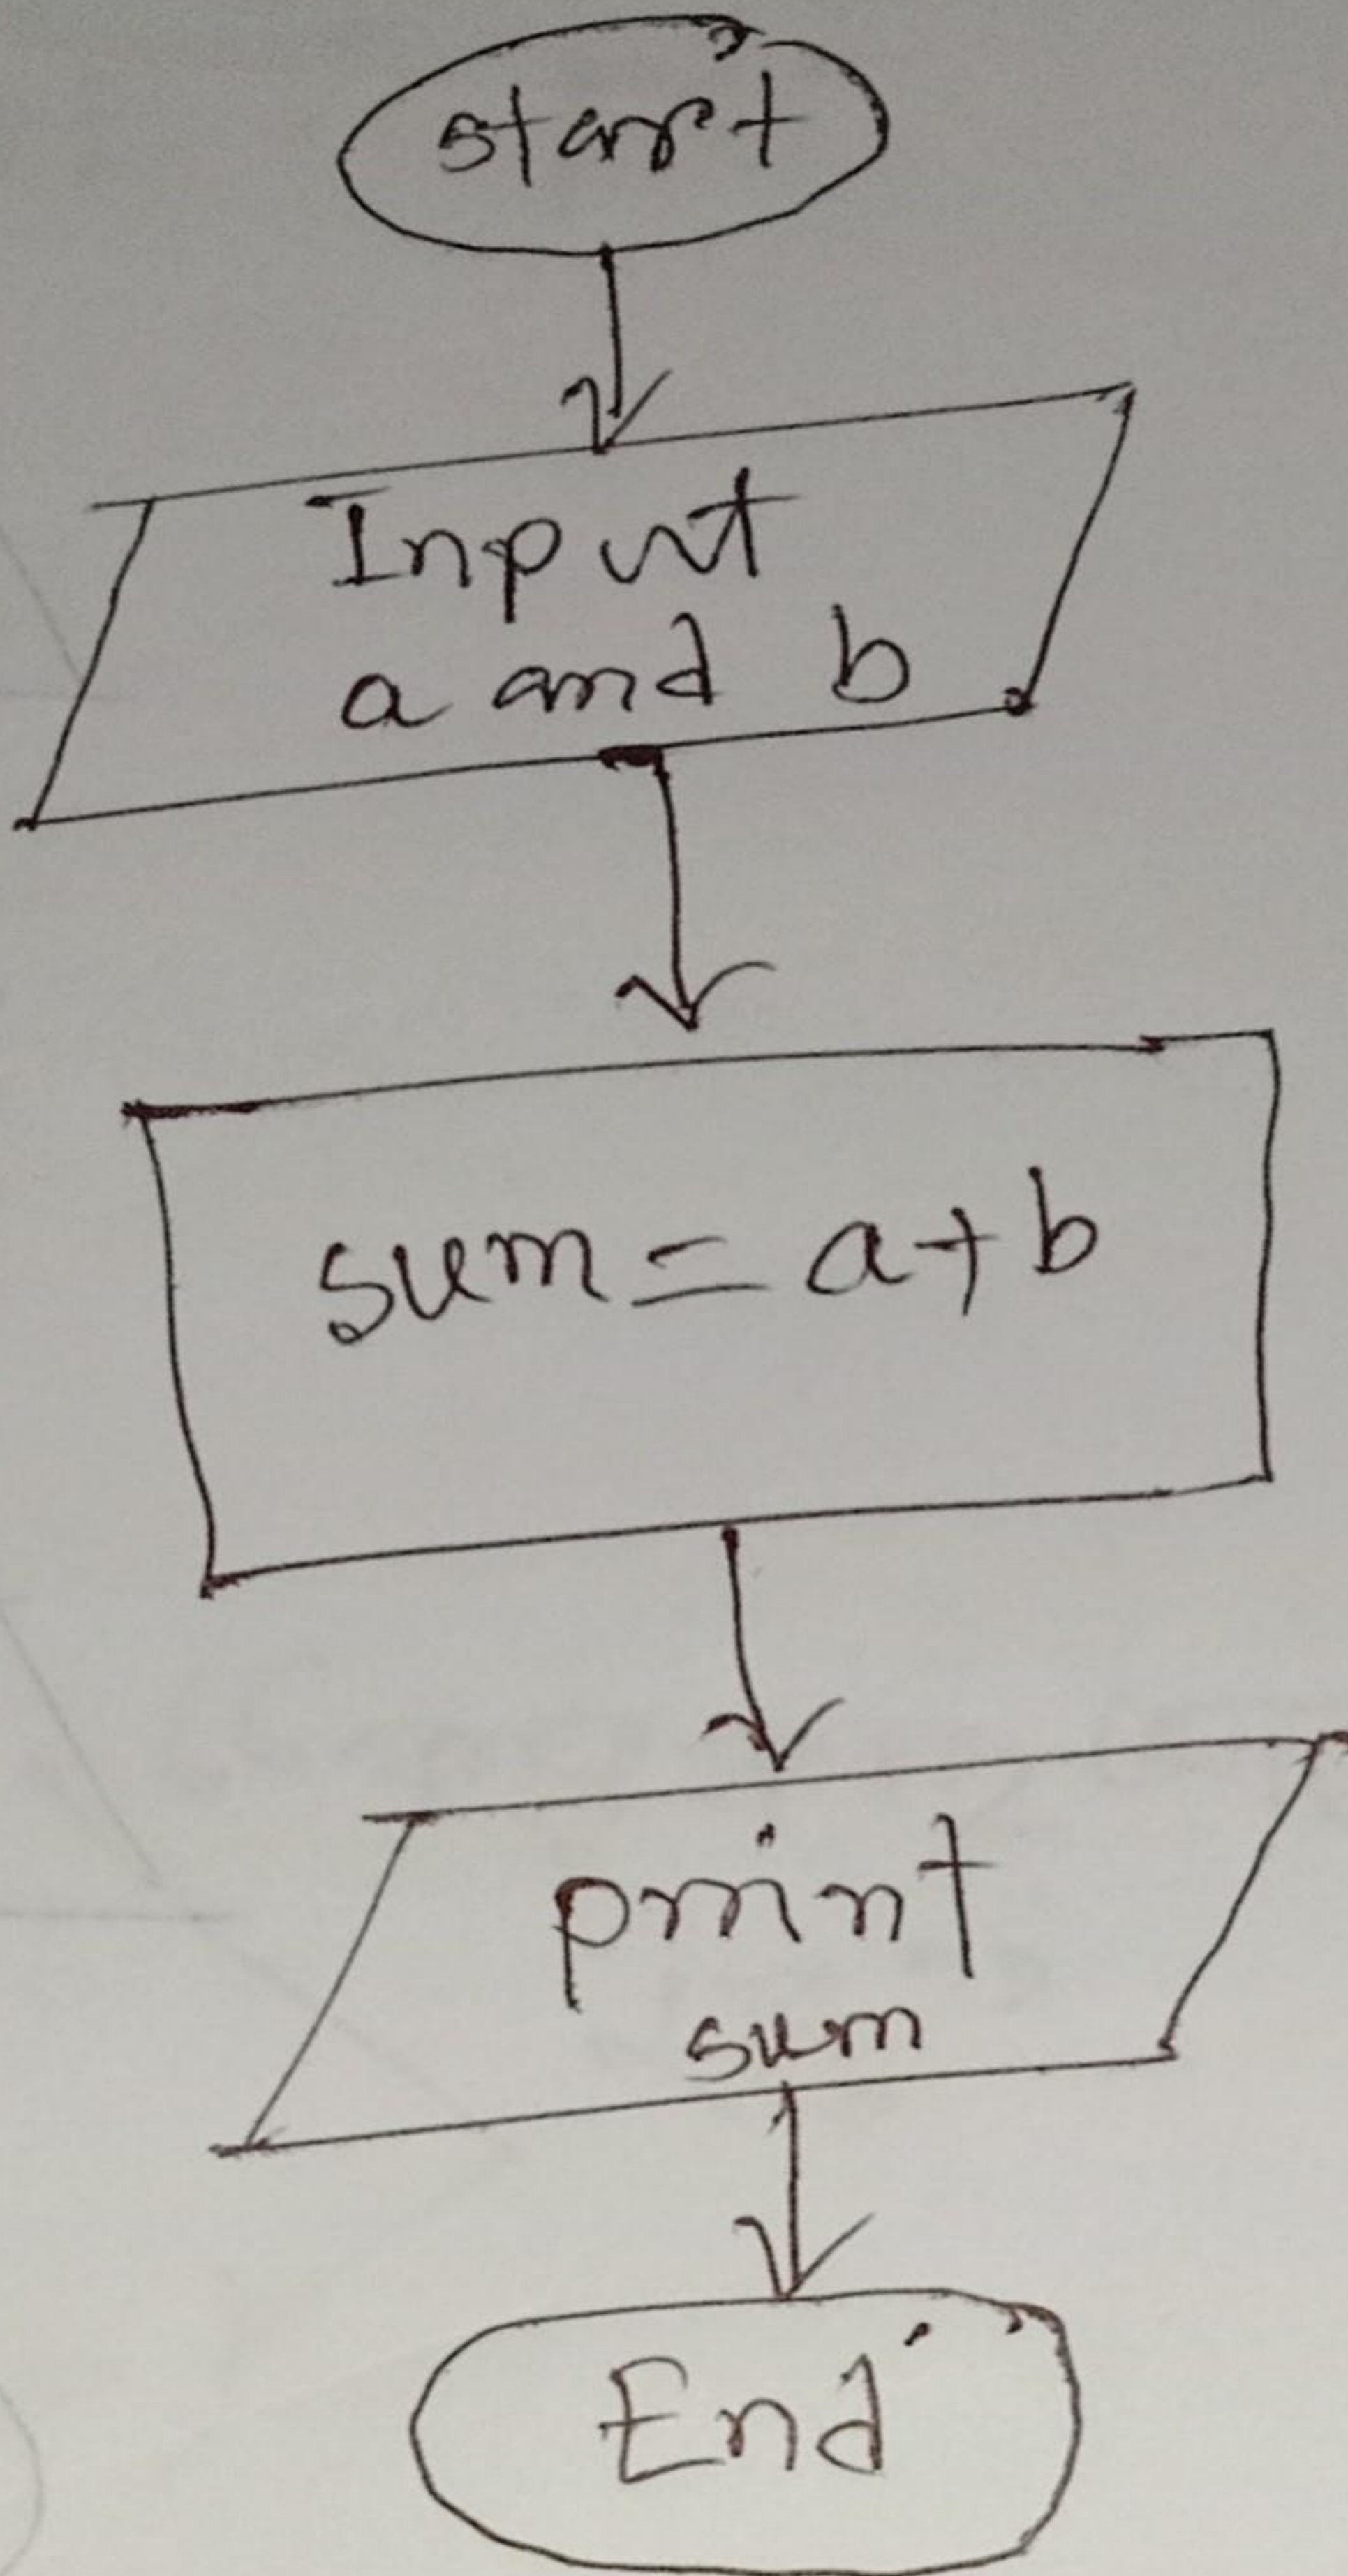 start
Input
a and b
sum = a + b
print
sum
End